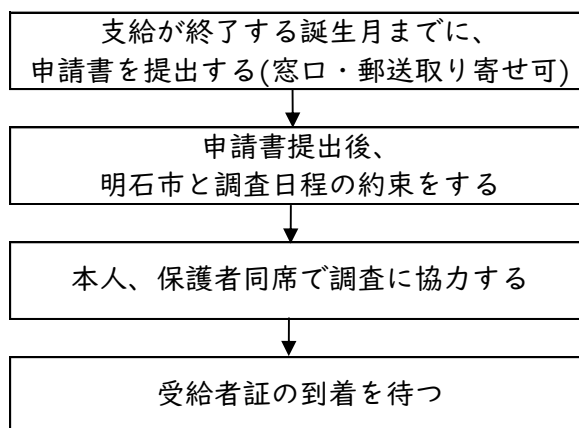 支給が終了する誕生月までに、
申請書を提出する(窓口・郵送取り寄せ可)
申請書提出後、
明石市と調査日程の約束をする
本人、保護者同席で調査に協力する
受給者証の到着を待つ